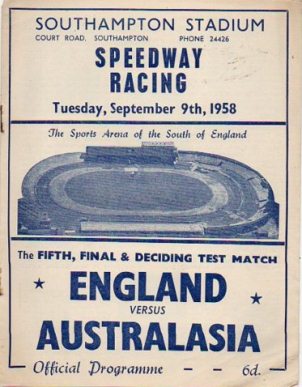 SOUTHAMPTON STADIUM
COURT ROAD, SOUTHAMPTON PHONE 24426
SPEEDWAY
RACING
Tuesday, September 9th, 1958
The Sports Arena of the South of England
The FIFTH, FINAL & DECIDING TEST MATCH
ENGLAND
VERSUS
AUSTRALASIA
Official Programme - - 6d.